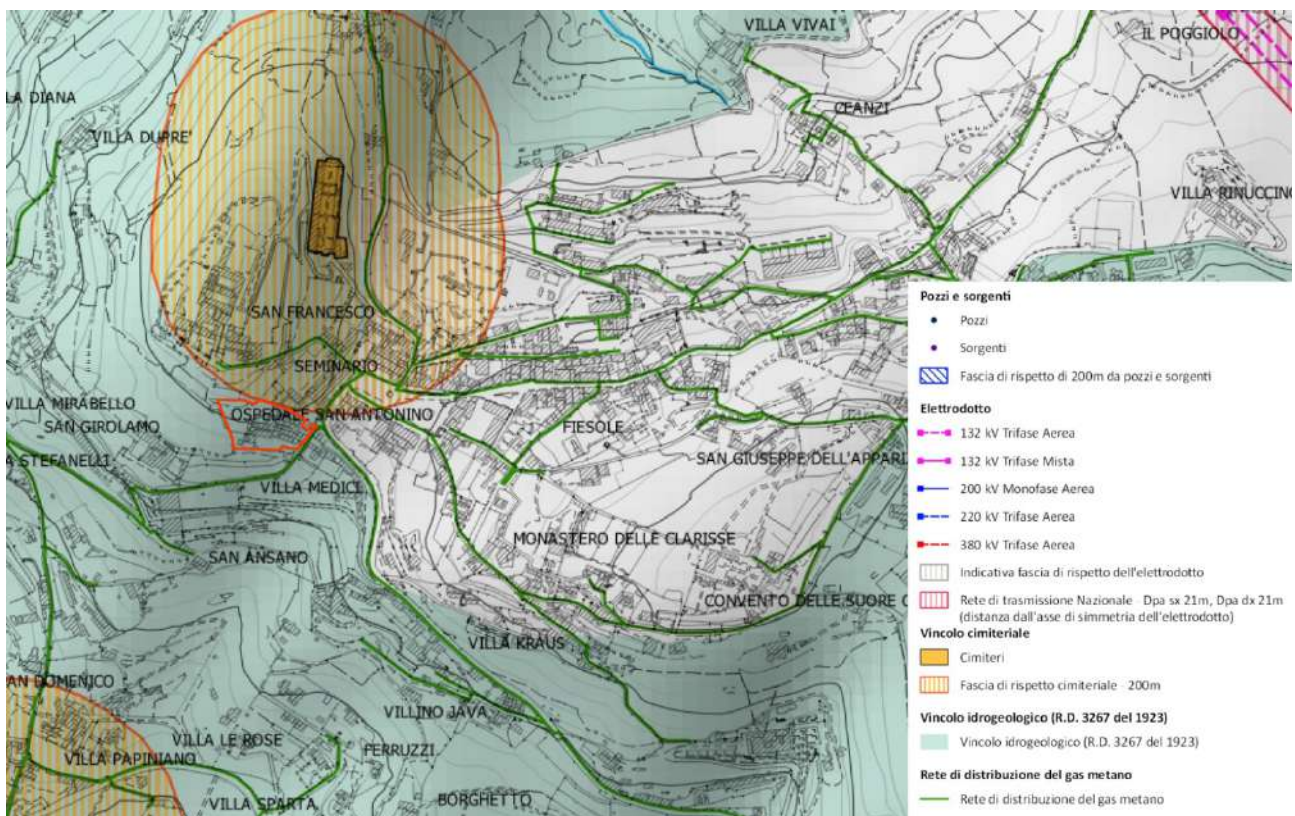 VILLA VIVAI
IL POGGIOLO
LA DIANA
VILLA DUPRE'
CEANZI
VILLA RINUCCINO
SAN FRANCESCO
SEMINARIO
VILLA MIRABELLO
OSPEDALE SAN ANTONINO
SAN GIROLAMO
FIESOLE
A STEFANELLI
SAN GIUSEPPE DELL'APPARI
VILLA MEDICI
MONASTERO DELLE CLARISSE
SAN ANSANO
CONVENTO DELLE SUORE C
VILLA KRAUS
AN DOMENICO
VILLINO JAVA
VILLA LE ROSE
FERRUZZI
VILLA PAPINIANO
VILLA SPARTA
BORGHETTO
Pozzi e sorgenti
Pozzi
Sorgenti
Fascia di rispetto di 200m da pozzi e sorgenti
Elettrodotto
132 kV Trifase Aerea
132 kV Trifase Mista
200 kV Monofase Aerea
220 kV Trifase Aerea
380 kV Trifase Aerea
Indicativa fascia di rispetto dell'elettrodotto
Rete di trasmissione Nazionale - Dpa sx 21m, Dpa dx 21m
(distanza dall'asse di simmetria dell'elettrodotto)
Vincolo cimiteriale
Cimiteri
Fascia di rispetto cimiteriale - 200m
Vincolo idrogeologico (R.D. 3267 del 1923)
Vincolo idrogeologico (R.D. 3267 del 1923)
Rete di distribuzione del gas metano
Rete di distribuzione del gas metano